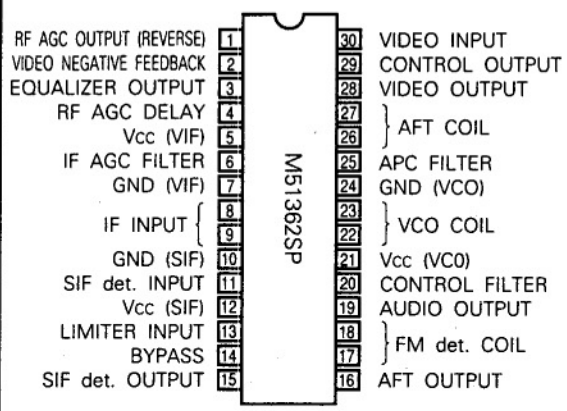 RF AGC OUTPUT (REVERSE) 1
VIDEO NEGATIVE FEEDBACK 2
EQUALIZER OUTPUT 3
RF AGC DELAY 4
Vcc (VIF) 5
IF AGC FILTER 6
GND (VIF) 7
IF INPUT { 8
9
GND (SIF) 10
SIF det. INPUT 11
Vcc (SIF) 12
LIMITER INPUT 13
BYPASS 14
SIF det. OUTPUT 15
M51362SP
30 VIDEO INPUT
29 CONTROL OUTPUT
28 VIDEO OUTPUT
27
26 } AFT COIL
25 APC FILTER
24 GND (VCO)
23
22 } VCO COIL
21 Vcc (VC0)
20 CONTROL FILTER
19 AUDIO OUTPUT
18
17 } FM det. COIL
16 AFT OUTPUT